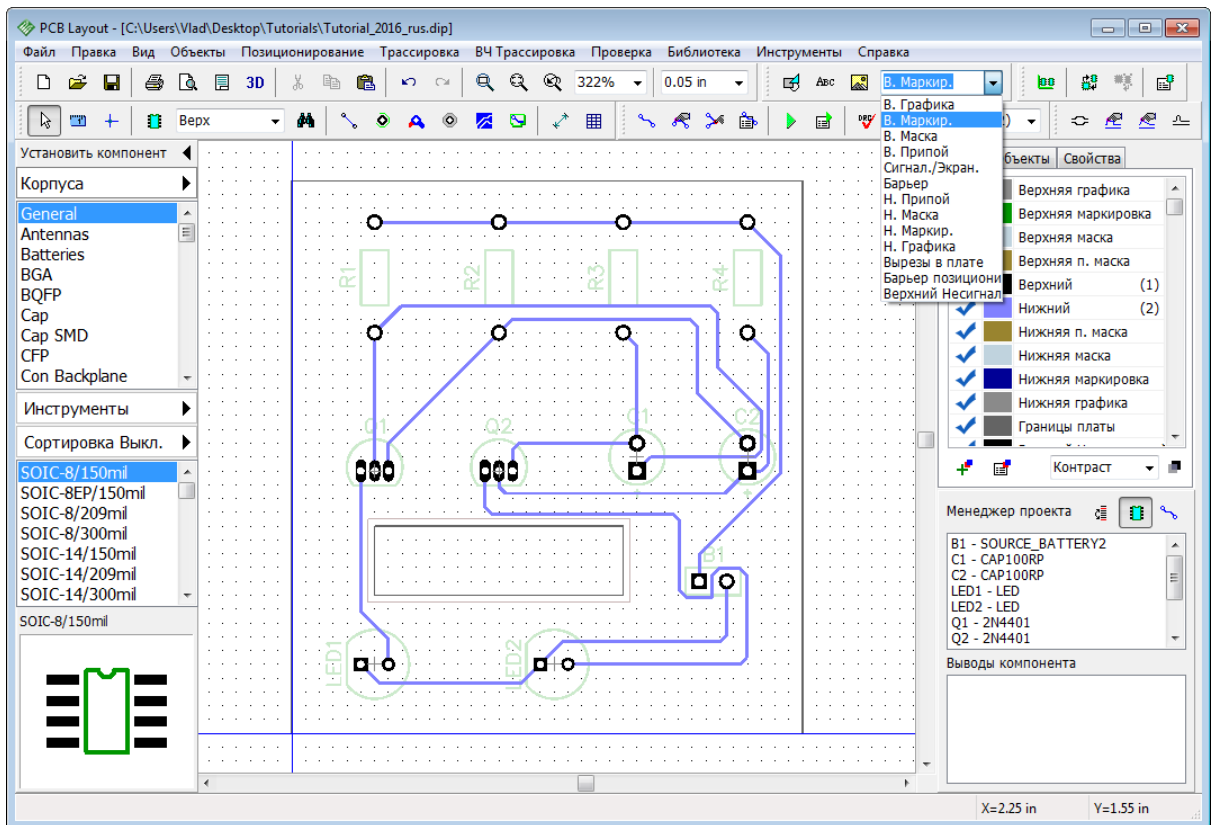 PCB Layout - [C:\Users\Vlad\Desktop\Tutorials\Tutorial_2016_rus.dip]
Файл Правка Вид Объекты Позиционирование Трассировка ВЧ Трассировка Проверка Библиотека Инструменты Справка
3D 322% 0.05 in ABC В. Маркир.
Верх
В. Графика
В. Маркир.
В. Маска
В. Припой
Сигнал./Экран.
Барьер
Н. Припой
Н. Маска
Н. Маркир.
Н. Графика
Вырезы в плате
Барьер позициони
Верхний Несигнал
Установить компонент
Корпуса
General
Antennas
Batteries
BGA
BQFP
Cap
Cap SMD
CFP
Con Backplane
Инструменты
Сортировка Выкл.
SOIC-8/150mil
SOIC-8EP/150mil
SOIC-8/209mil
SOIC-8/300mil
SOIC-14/150mil
SOIC-14/209mil
SOIC-14/300mil
SOIC-8/150mil
R1 R2 R3 R4
Q1 Q2 C1 C2
B1
LED1 LED2
бъекты Свойства
Верхняя графика
Верхняя маркировка
Верхняя маска
Верхняя п. маска
Верхний (1)
Нижний (2)
Нижняя п. маска
Нижняя маска
Нижняя маркировка
Нижняя графика
Границы платы
Контраст
Менеджер проекта
B1 - SOURCE_BATTERY2
C1 - CAP100RP
C2 - CAP100RP
LED1 - LED
LED2 - LED
Q1 - 2N4401
Q2 - 2N4401
Выводы компонента
X=2.25 in Y=1.55 in